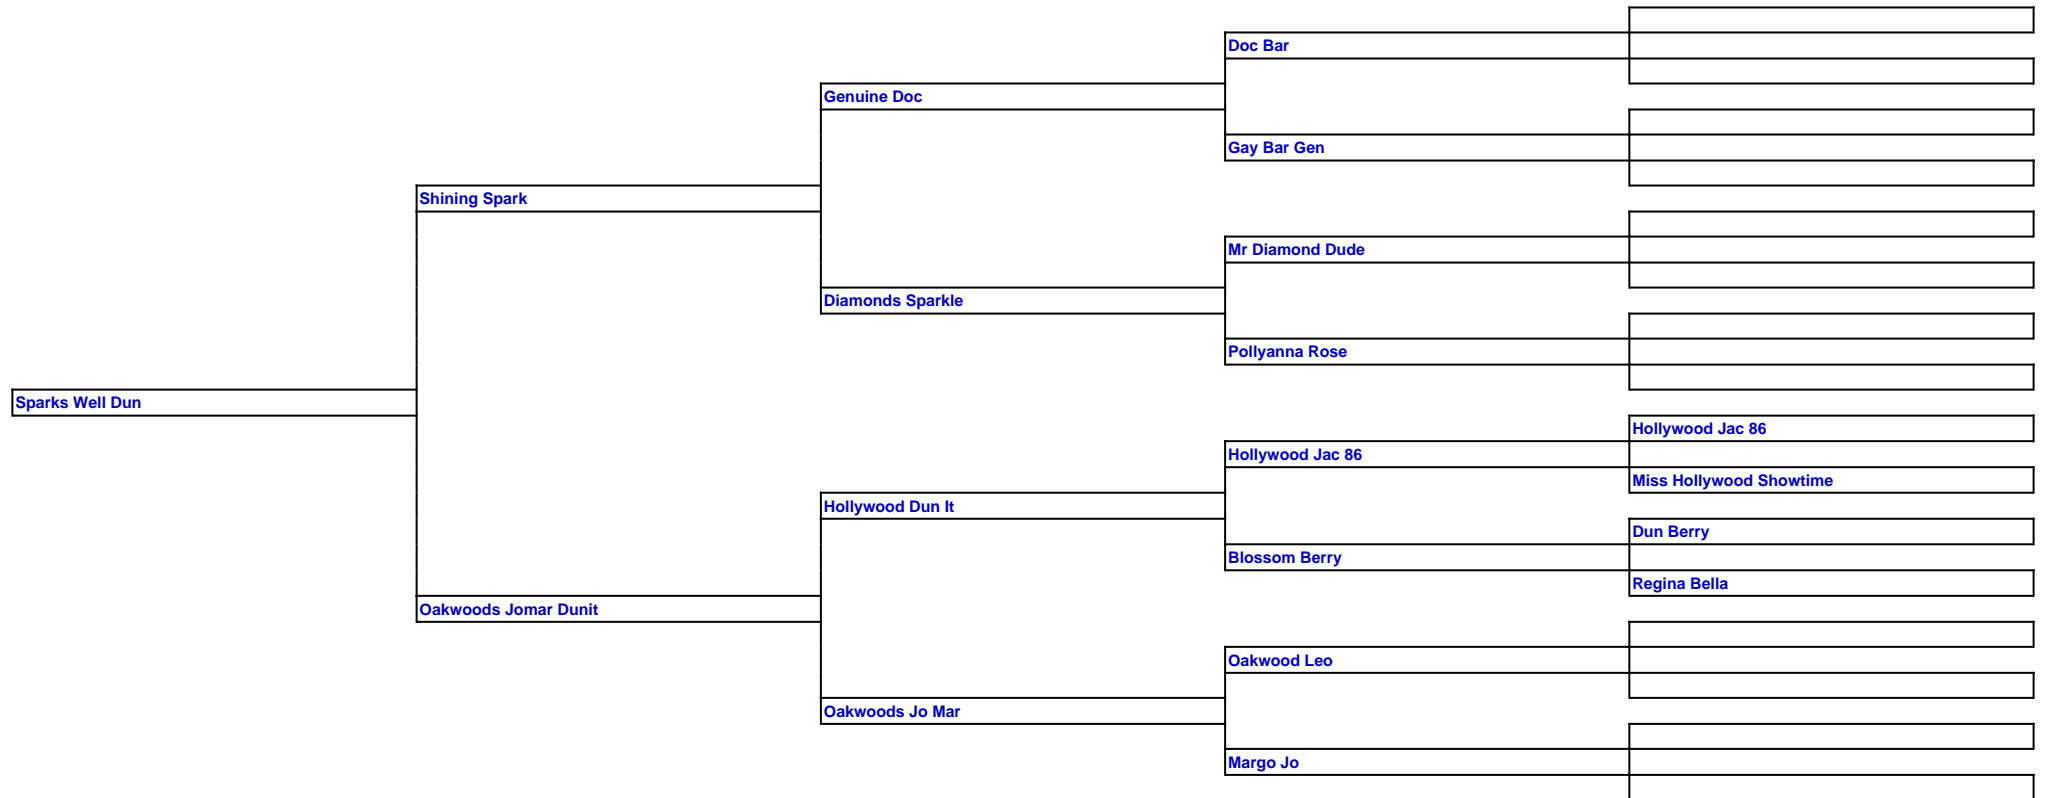 Doc Bar
Genuine Doc
Gay Bar Gen
Shining Spark
Mr Diamond Dude
Diamonds Sparkle
Pollyanna Rose
Sparks Well Dun
Hollywood Jac 86
Hollywood Jac 86
Miss Hollywood Showtime
Hollywood Dun It
Dun Berry
Blossom Berry
Regina Bella
Oakwoods Jomar Dunit
Oakwood Leo
Oakwoods Jo Mar
Margo Jo